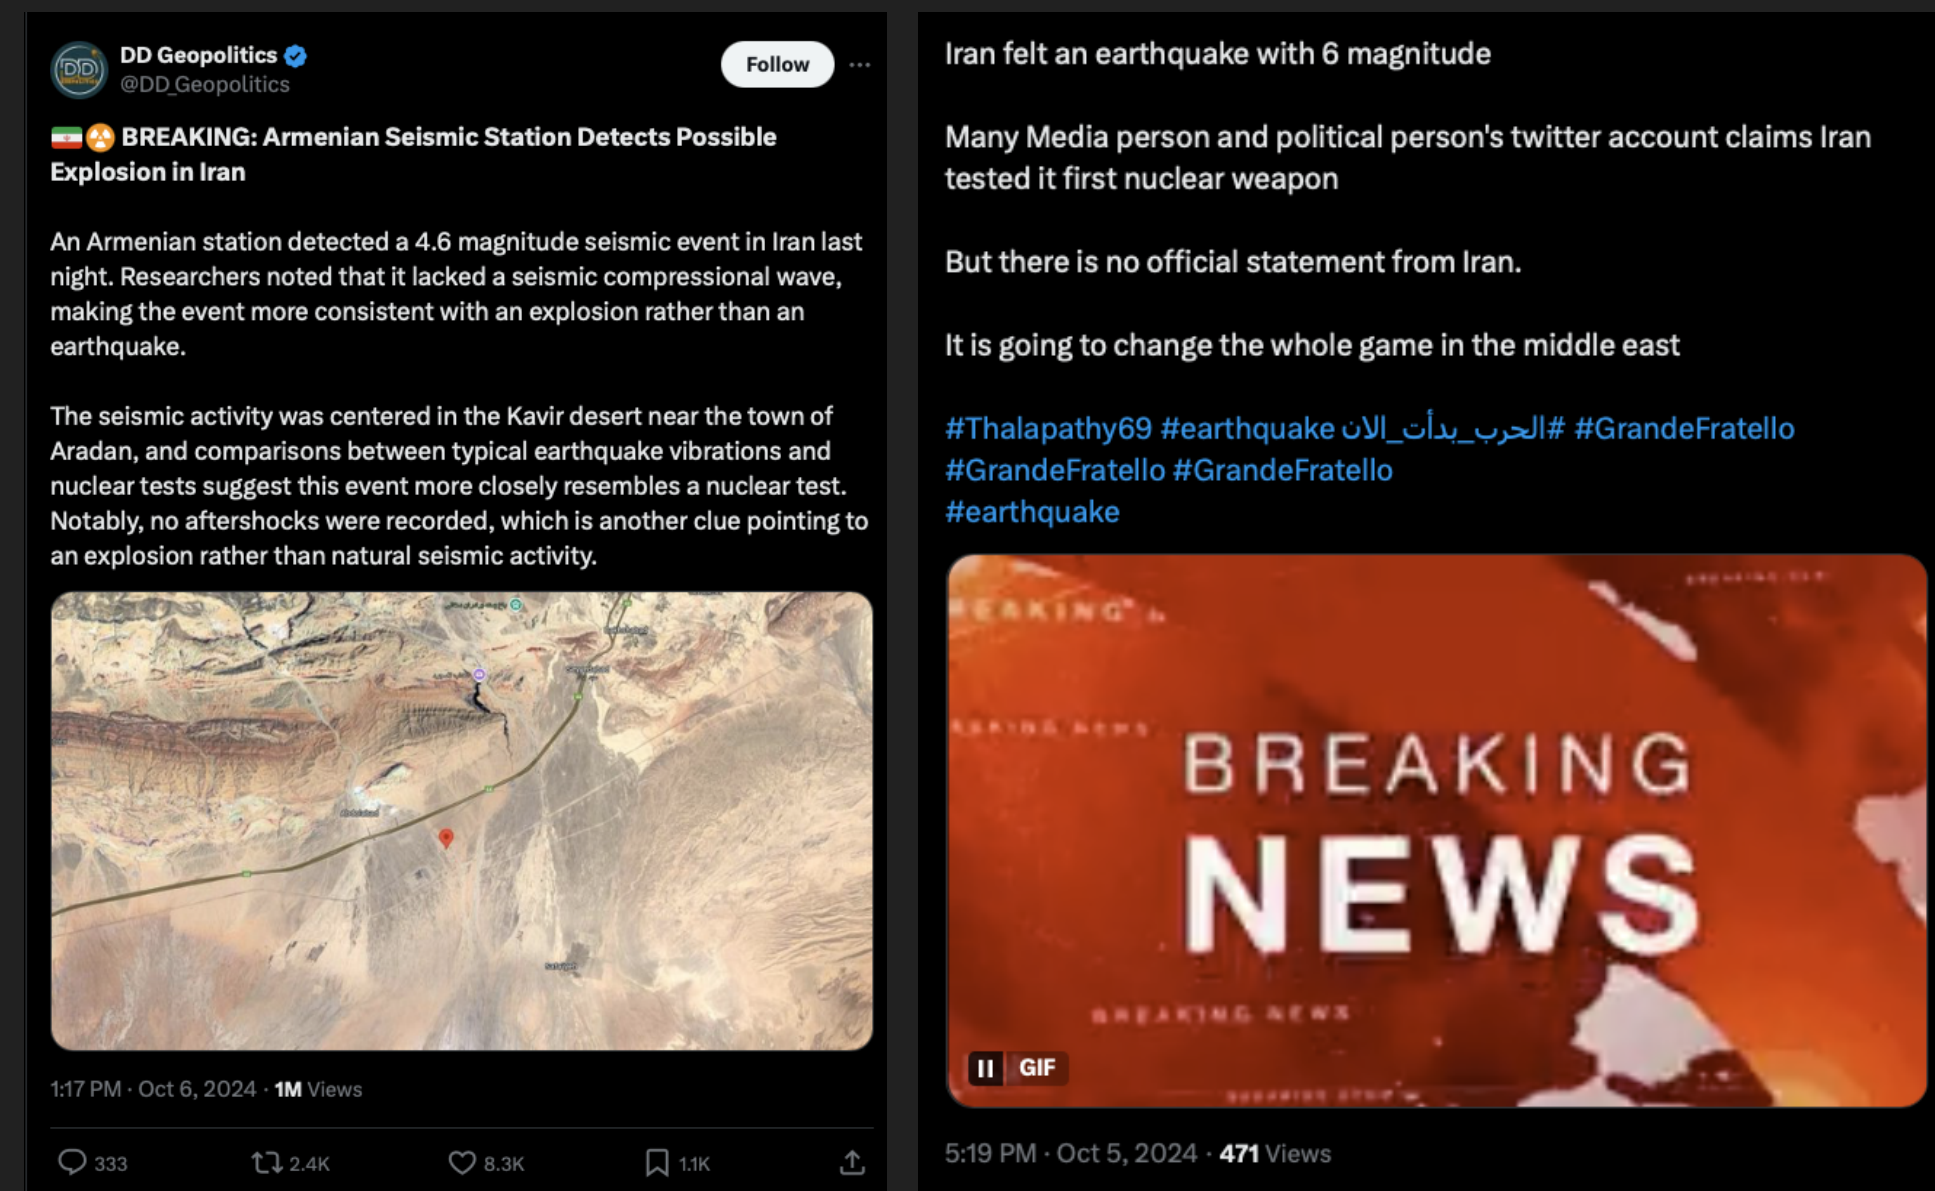 DD Geopolitics
@DD_Geopolitics
Follow
BREAKING: Armenian Seismic Station Detects Possible
Explosion in Iran
An Armenian station detected a 4.6 magnitude seismic event in Iran last
night. Researchers noted that it lacked a seismic compressional wave,
making the event more consistent with an explosion rather than an
earthquake.
The seismic activity was centered in the Kavir desert near the town of
Aradan, and comparisons between typical earthquake vibrations and
nuclear tests suggest this event more closely resembles a nuclear test.
Notably, no aftershocks were recorded, which is another clue pointing to
an explosion rather than natural seismic activity.
1:17 PM · Oct 6, 2024 · 1M Views
333 2.4K 8.3K 1.1K
Iran felt an earthquake with 6 magnitude
Many Media person and political person's twitter account claims Iran
tested it first nuclear weapon
But there is no official statement from Iran.
It is going to change the whole game in the middle east
#Thalapathy69 #earthquake #الحرب_بدأت_الان #GrandeFratello
#GrandeFratello #GrandeFratello
#earthquake
BREAKING
BREAKING
NEWS
BREAKING NEWS
GIF
5:19 PM · Oct 5, 2024 · 471 Views